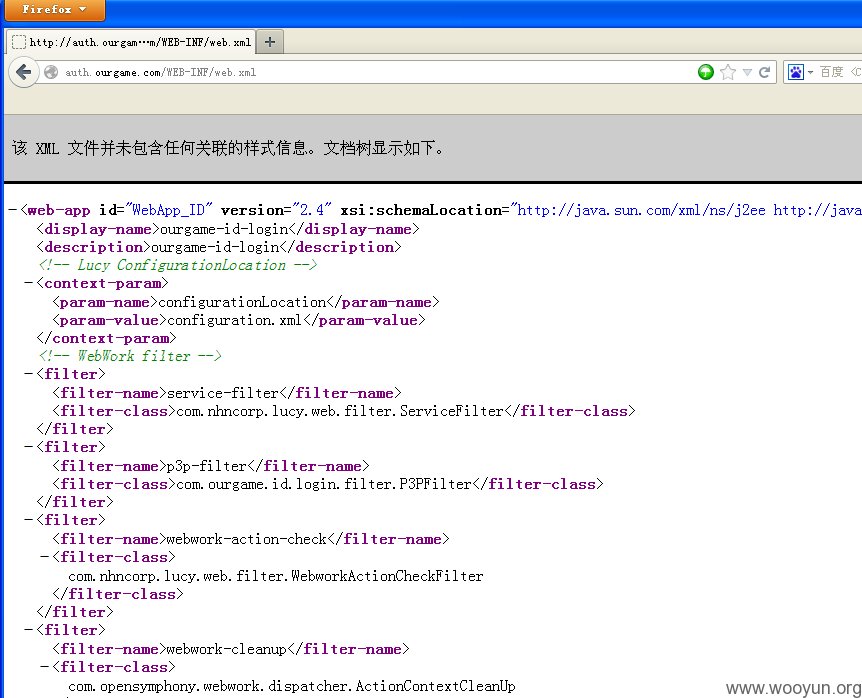 Firefox
http://auth.ourgam…m/WEB-INF/web.xml
auth.ourgame.com/WEB-INF/web.xml 百度
该 XML 文件并未包含任何关联的样式信息。文档树显示如下。
−<web-app id="WebApp_ID" version="2.4" xsi:schemaLocation="http://java.sun.com/xml/ns/j2ee http://java
<display-name>ourgame-id-login</display-name>
<description>ourgame-id-login</description>
<!-- Lucy ConfigurationLocation -->
−<context-param>
<param-name>configurationLocation</param-name>
<param-value>configuration.xml</param-value>
</context-param>
<!-- WebWork filter -->
−<filter>
<filter-name>service-filter</filter-name>
<filter-class>com.nhncorp.lucy.web.filter.ServiceFilter</filter-class>
</filter>
−<filter>
<filter-name>p3p-filter</filter-name>
<filter-class>com.ourgame.id.login.filter.P3PFilter</filter-class>
</filter>
−<filter>
<filter-name>webwork-action-check</filter-name>
−<filter-class>
com.nhncorp.lucy.web.filter.WebworkActionCheckFilter
</filter-class>
</filter>
−<filter>
<filter-name>webwork-cleanup</filter-name>
−<filter-class>
com.opensymphony.webwork.dispatcher.ActionContextCleanUp
www.wooyun.org